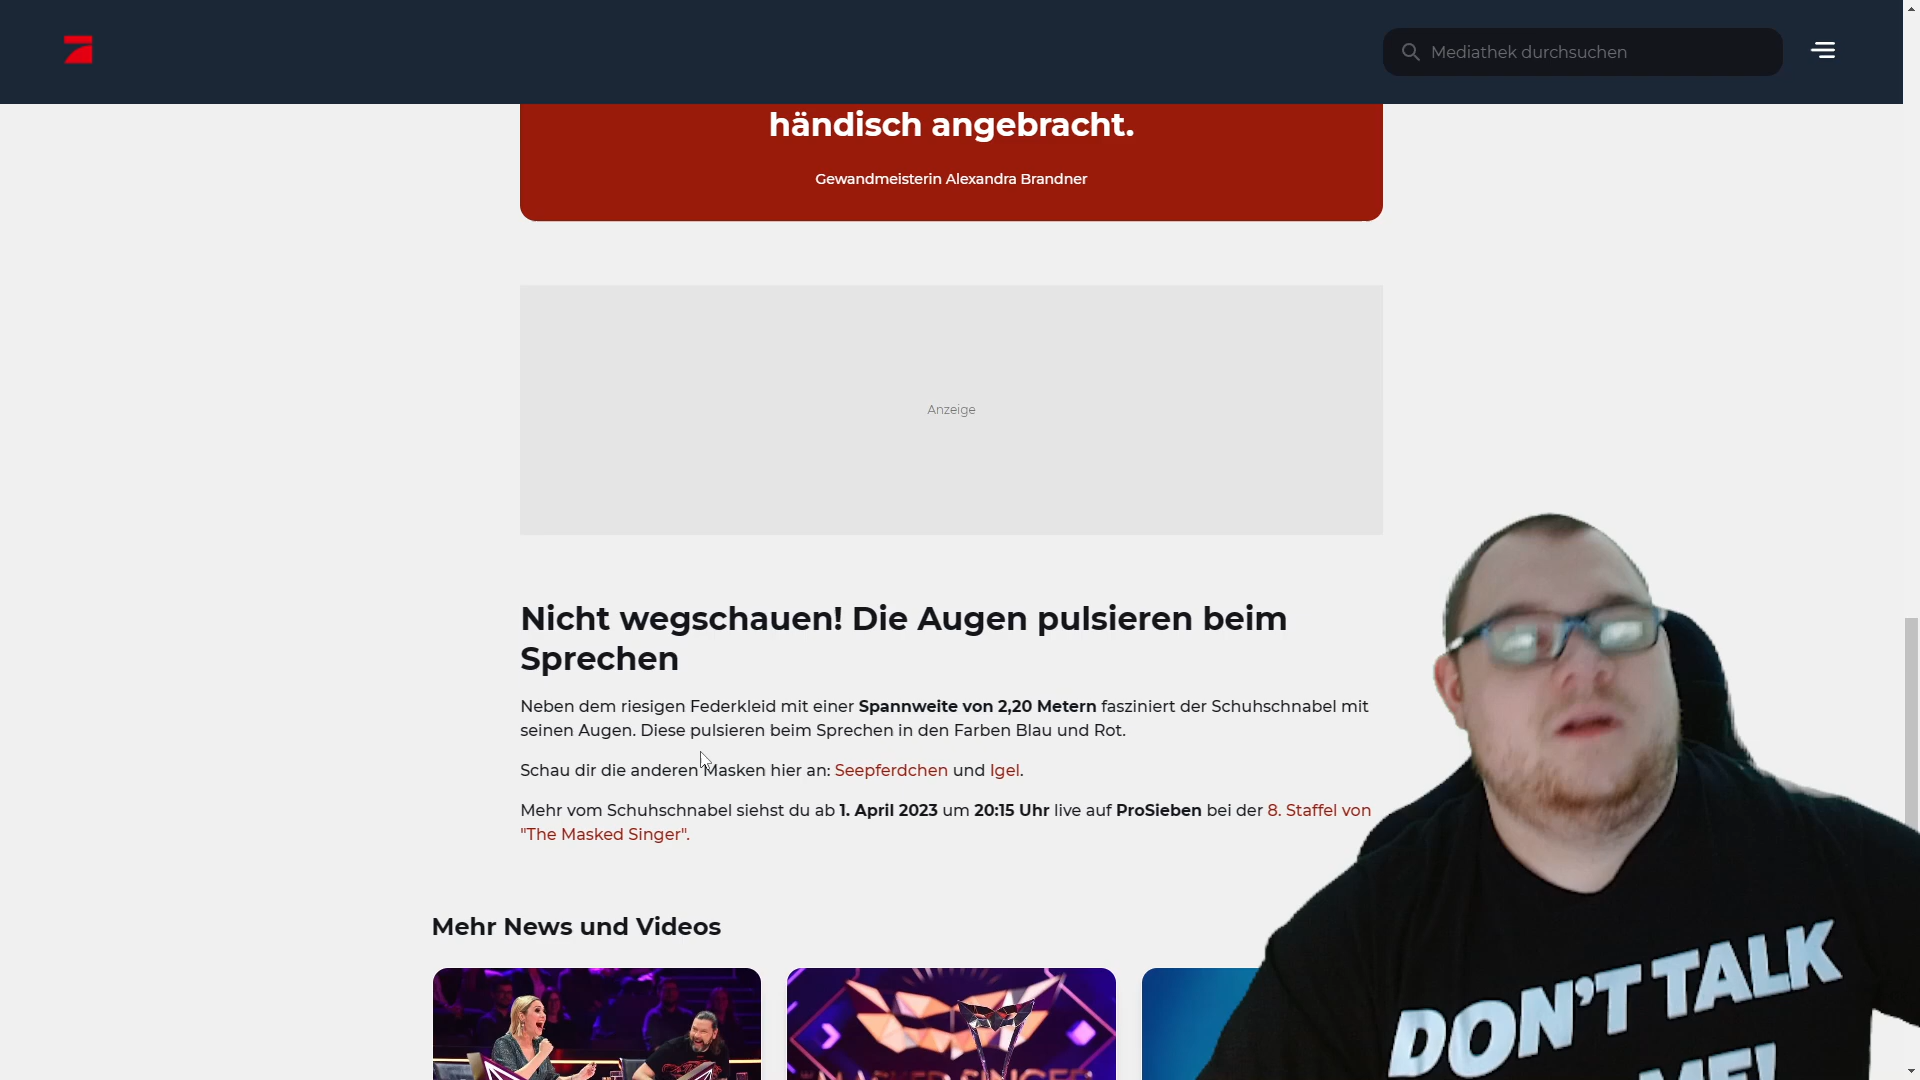 Mediathek durchsuchen
händisch angebracht.
Gewandmeisterin Alexandra Brandner
Anzeige
Nicht wegschauen! Die Augen pulsieren beim
Sprechen
Neben dem riesigen Federkleid mit einer Spannweite von 2,20 Metern fasziniert der Schuhschnabel mit
seinen Augen. Diese pulsieren beim Sprechen in den Farben Blau und Rot.
Schau dir die anderen Masken hier an: Seepferdchen und Igel.
Mehr vom Schuhschnabel siehst du ab 1. April 2023 um 20:15 Uhr live auf ProSieben bei der 8. Staffel von
"The Masked Singer".
Mehr News und Videos
MASKED SINGER
DON'T TALK
ME!